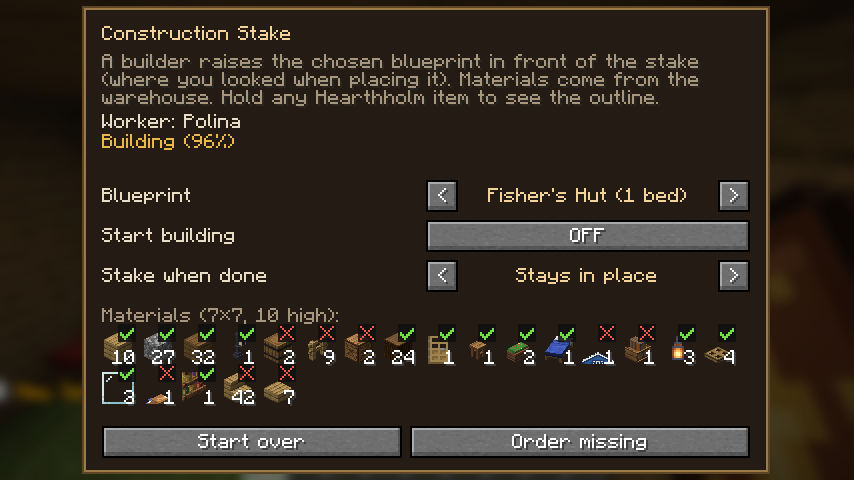 Construction Stake
A builder raises the chosen blueprint in front of the stake
(where you looked when placing it). Materials come from the
warehouse. Hold any Hearthholm item to see the outline.
Worker: Polina
Building (96%)
Blueprint < Fisher's Hut (1 bed) >
Start building OFF
Stake when done < Stays in place >
Materials (7×7, 10 high):
10 27 32 1 2 9 2 24 1 1 2 1 1 1 3 4
3 1 1 42 7
Start over Order missing